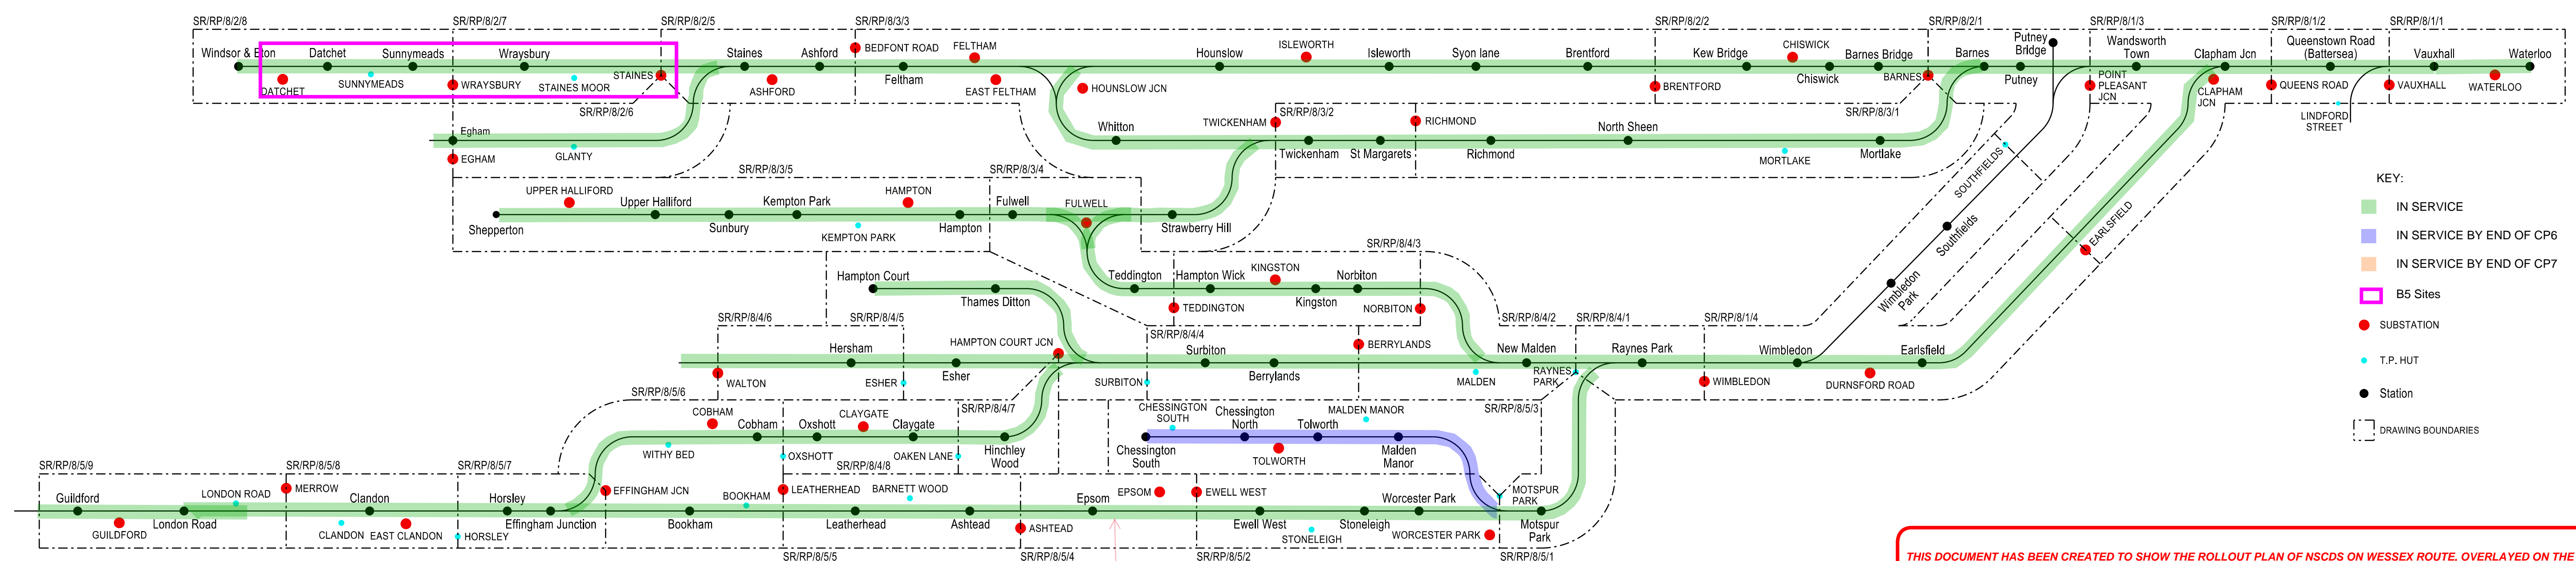 SR/RP/8/2/8
SR/RP/8/2/7
SR/RP/8/2/5
SR/RP/8/3/3
SR/RP/8/2/2
SR/RP/8/2/1
SR/RP/8/1/3
SR/RP/8/1/2
SR/RP/8/1/1
Windsor & Eton
Datchet
Sunnymeads
Wraysbury
Staines
Ashford
BEDFONT ROAD
FELTHAM
Hounslow
ISLEWORTH
Isleworth
Syon lane
Brentford
Kew Bridge
CHISWICK
Barnes Bridge
Barnes
Putney
Bridge
Wandsworth
Town
Clapham Jcn
Queenstown Road
(Battersea)
Vauxhall
Waterloo
DATCHET
SUNNYMEADS
WRAYSBURY
STAINES MOOR
STAINES
ASHFORD
Feltham
EAST FELTHAM
HOUNSLOW JCN
BRENTFORD
Chiswick
BARNES
Putney
POINT
PLEASANT
JCN
CLAPHAM
JCN
QUEENS ROAD
VAUXHALL
WATERLOO
SR/RP/8/2/6
SR/RP/8/3/2
SR/RP/8/3/1
LINDFORD
STREET
Egham
EGHAM
GLANTY
Whitton
TWICKENHAM
RICHMOND
Twickenham
St Margarets
Richmond
North Sheen
MORTLAKE
Mortlake
SOUTHFIELDS
SR/RP/8/3/5
SR/RP/8/3/4
UPPER HALLIFORD
Upper Halliford
Kempton Park
HAMPTON
Fulwell
FULWELL
Shepperton
Sunbury
KEMPTON PARK
Hampton
Strawberry Hill
EARLSFIELD
Southfields
SR/RP/8/4/3
Hampton Court
Thames Ditton
Teddington
Hampton Wick
KINGSTON
Norbiton
Kingston
TEDDINGTON
NORBITON
Wimbledon
Park
SR/RP/8/4/6
SR/RP/8/4/5
SR/RP/8/4/4
SR/RP/8/4/2
SR/RP/8/4/1
SR/RP/8/1/4
Hersham
HAMPTON COURT JCN
Surbiton
BERRYLANDS
New Malden
Raynes Park
Wimbledon
Earlsfield
WALTON
ESHER
Esher
SURBITON
Berrylands
MALDEN
RAYNES
PARK
WIMBLEDON
DURNSFORD ROAD
SR/RP/8/5/6
SR/RP/8/4/7
SR/RP/8/5/3
COBHAM
Cobham
Oxshott
CLAYGATE
Claygate
CHESSINGTON
SOUTH
Chessington
North
Tolworth
MALDEN MANOR
WITHY BED
OXSHOTT
OAKEN LANE
Hinchley
Wood
Chessington
South
TOLWORTH
Malden
Manor
SR/RP/8/5/9
SR/RP/8/5/8
SR/RP/8/5/7
SR/RP/8/4/8
Guildford
LONDON ROAD
MERROW
Clandon
Horsley
EFFINGHAM JCN
BOOKHAM
LEATHERHEAD
BARNETT WOOD
Epsom
EPSOM
EWELL WEST
Worcester Park
MOTSPUR
PARK
GUILDFORD
London Road
CLANDON
EAST CLANDON
HORSLEY
Effingham Junction
Bookham
Leatherhead
Ashtead
ASHTEAD
Ewell West
STONELEIGH
Stoneleigh
WORCESTER PARK
Motspur
Park
SR/RP/8/5/5
SR/RP/8/5/4
SR/RP/8/5/2
SR/RP/8/5/1
KEY:
IN SERVICE
IN SERVICE BY END OF CP6
IN SERVICE BY END OF CP7
B5 Sites
SUBSTATION
T.P. HUT
Station
DRAWING BOUNDARIES
THIS DOCUMENT HAS BEEN CREATED TO SHOW THE ROLLOUT PLAN OF NSCDS ON WESSEX ROUTE. OVERLAYED ON THE